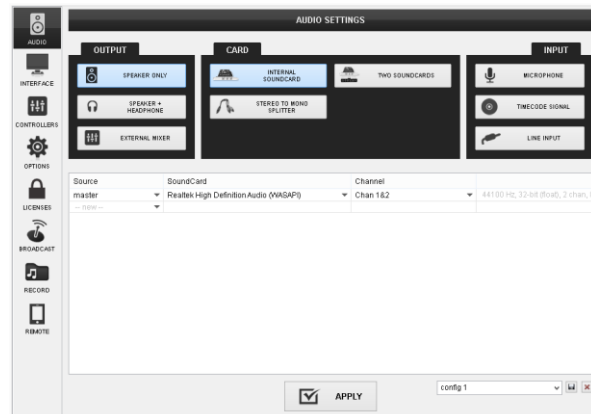 AUDIO SETTINGS
AUDIO
INTERFACE
CONTROLLERS
OPTIONS
LICENSES
BROADCAST
RECORD
REMOTE
OUTPUT
SPEAKER ONLY
SPEAKER +
HEADPHONE
EXTERNAL MIXER
CARD
INTERNAL
SOUNDCARD
TWO SOUNDCARDS
STEREO TO MONO
SPLITTER
INPUT
MICROPHONE
TIMECODE SIGNAL
LINE INPUT
Source SoundCard Channel
master Realtek High Definition Audio (WASAPI) Chan 1&2 44100 Hz, 32-bit (float), 2 chan,
-- new --
APPLY
config 1